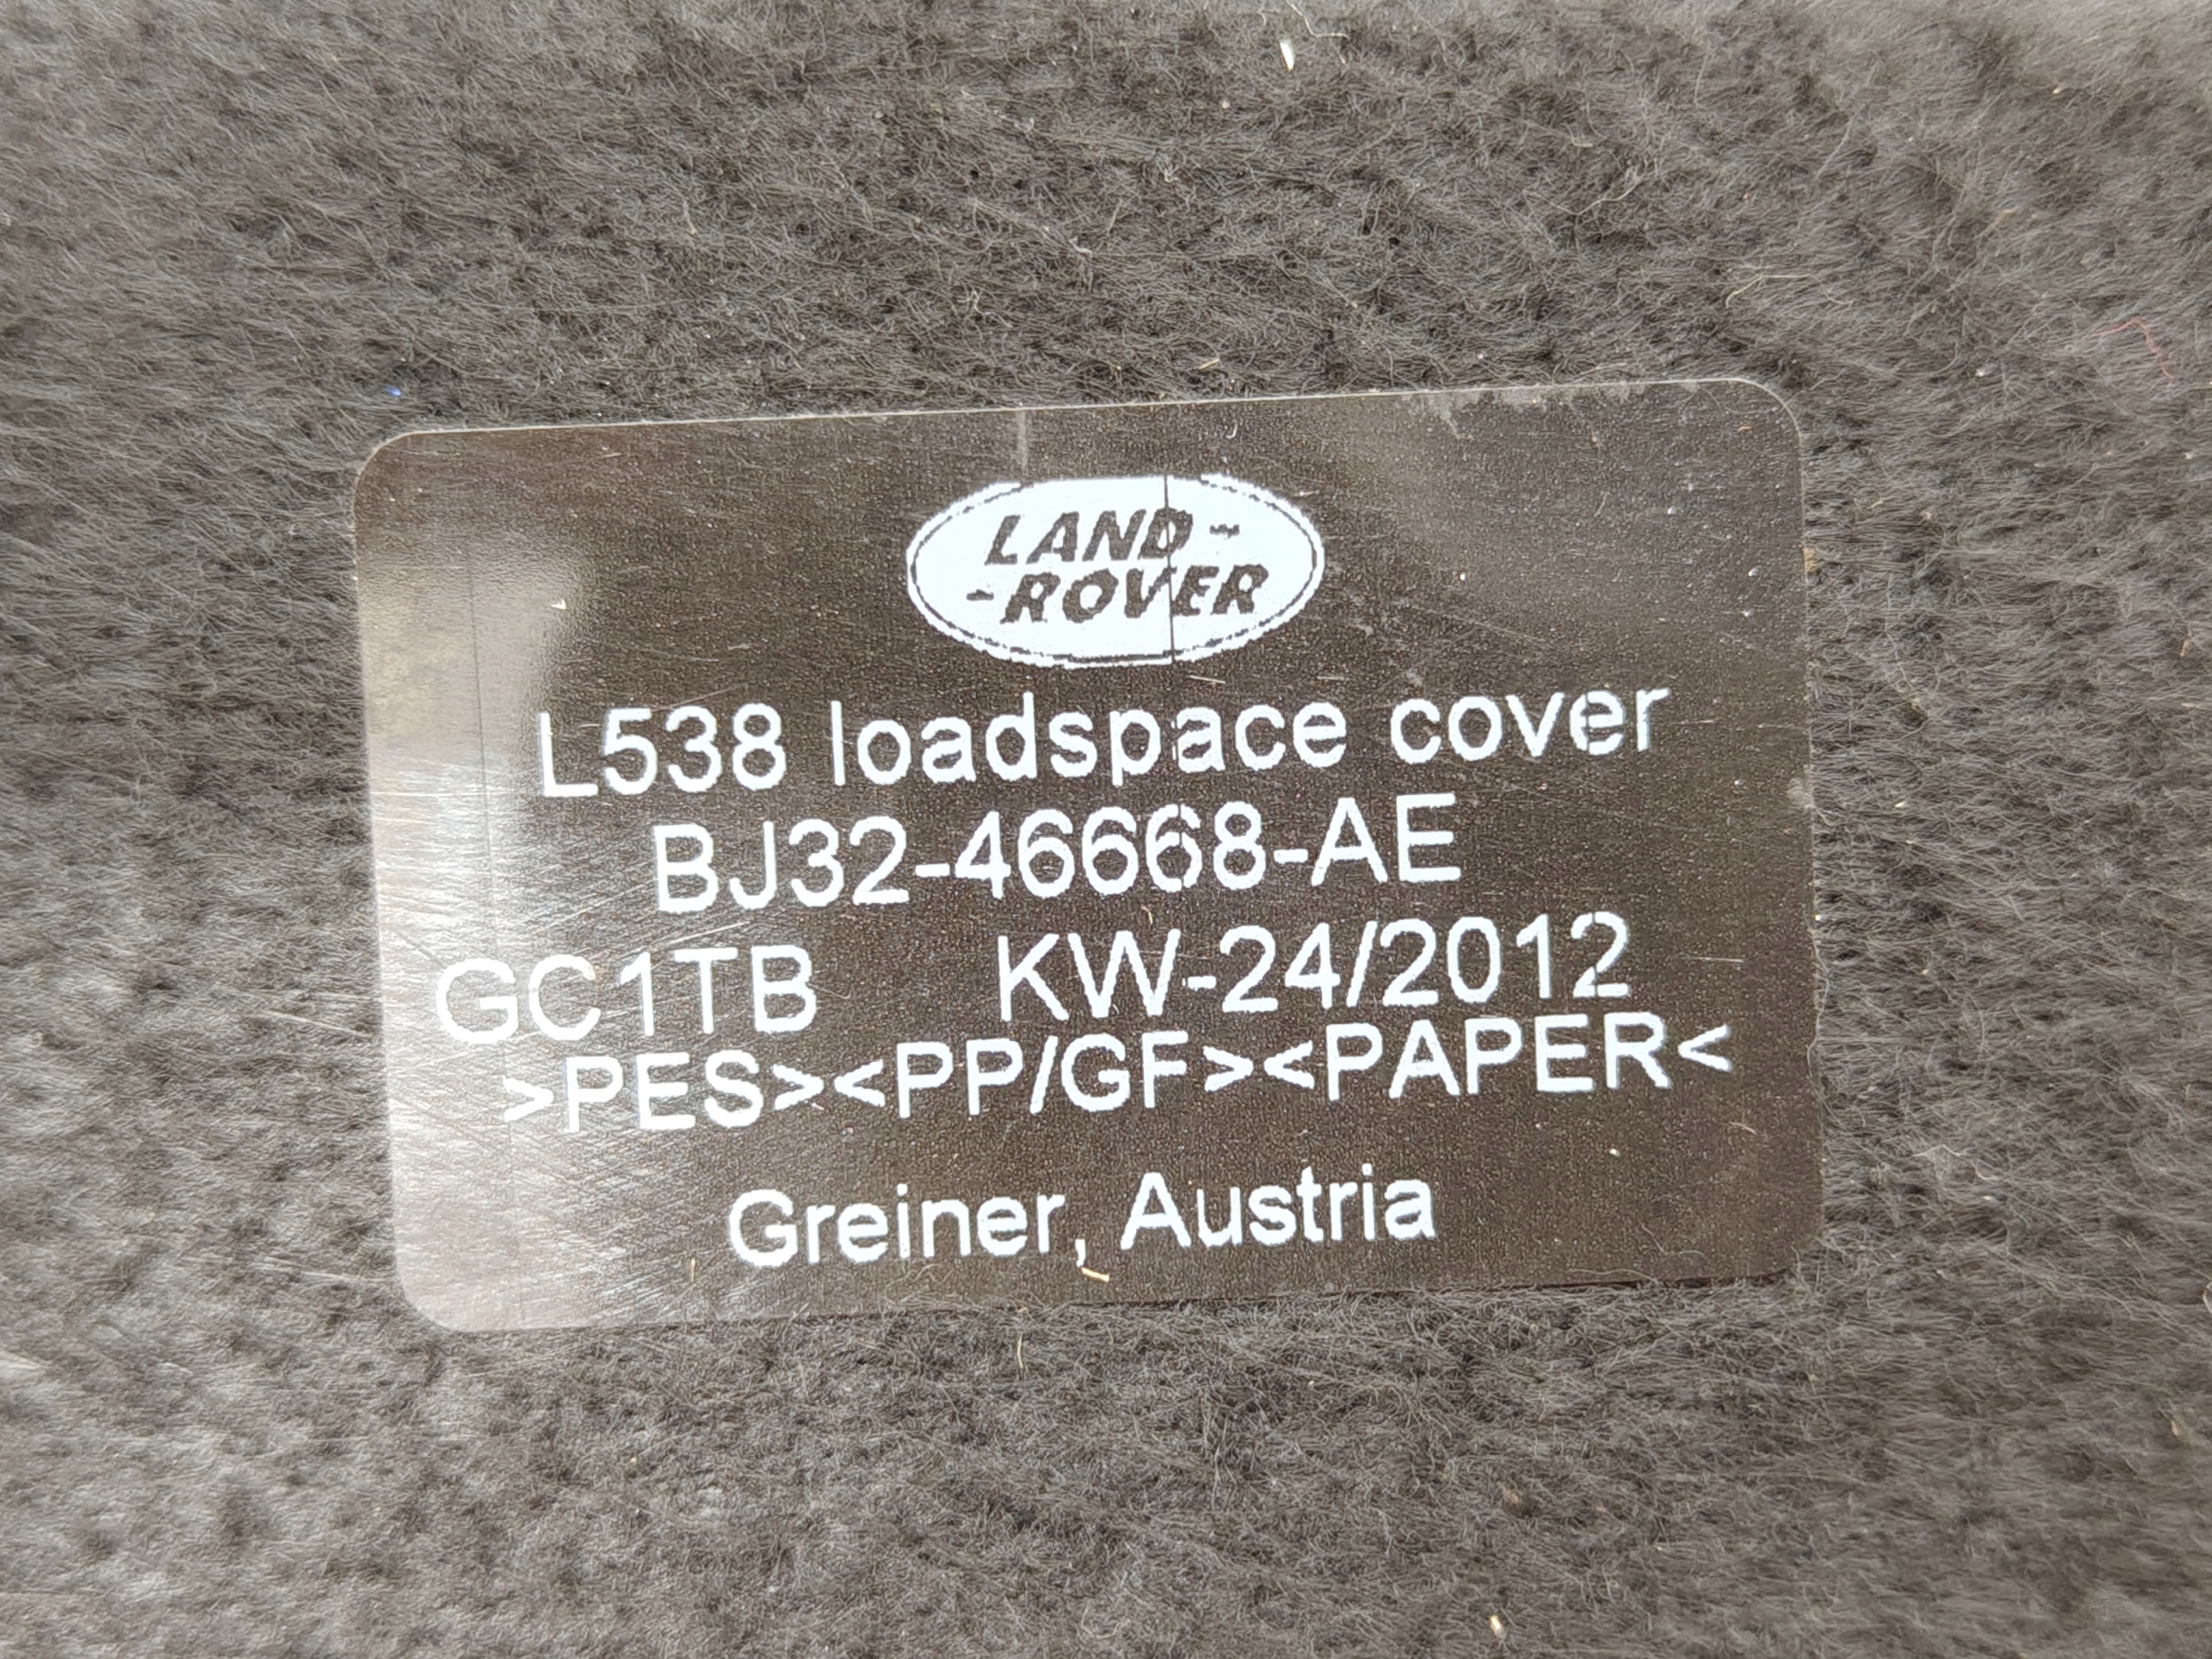 LAND-
-ROVER
L538 loadspace cover
BJ32-46668-AE
GC1TB KW-24/2012
>PES><PP/GF><PAPER<
Greiner, Austria